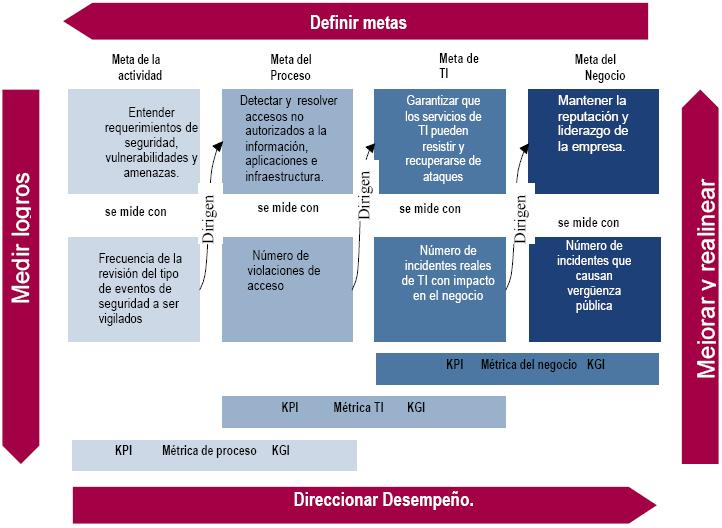 Definir metas
Meta de la
actividad
Meta del
Proceso
Meta de
TI
Meta del
Negocio
Entender
requerimientos de
seguridad,
vulnerabilidades y
amenazas.
Detectar y resolver
accesos no
autorizados a la
información,
aplicaciones e
infraestructura.
Garantizar que
los servicios de
TI pueden
resistir y
recuperarse de
ataques
Mantener la
reputación y
liderazgo de
la empresa.
Medir logros
Mejorar y realinear
se mide con
Dirigen
se mide con
Dirigen
se mide con
Dirigen
se mide con
Frecuencia de la
revisión del tipo
de eventos de
seguridad a ser
vigilados
Número de
violaciones de
acceso
Número de
incidentes reales
de TI con impacto
en el negocio
Número de
incidentes que
causan
vergüenza
pública
KPI Métrica del negocio KGI
KPI Métrica TI KGI
KPI Métrica de proceso KGI
Direccionar Desempeño.